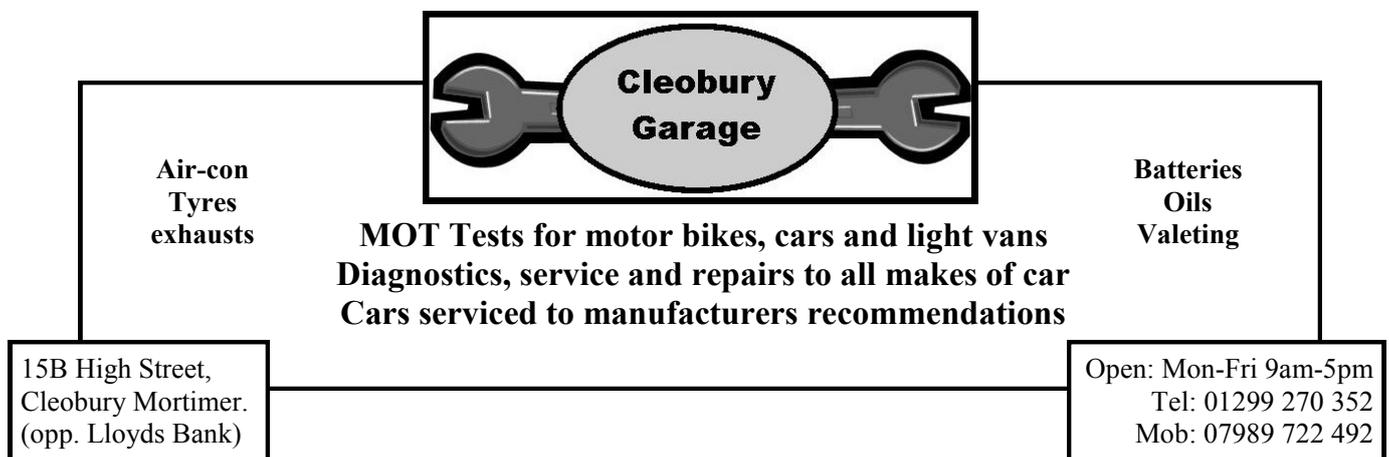 Cleobury
Garage
Air-con
Tyres
exhausts
Batteries
Oils
Valeting
MOT Tests for motor bikes, cars and light vans
Diagnostics, service and repairs to all makes of car
Cars serviced to manufacturers recommendations
15B High Street,
Cleobury Mortimer.
(opp. Lloyds Bank)
Open: Mon-Fri 9am-5pm
Tel: 01299 270 352
Mob: 07989 722 492